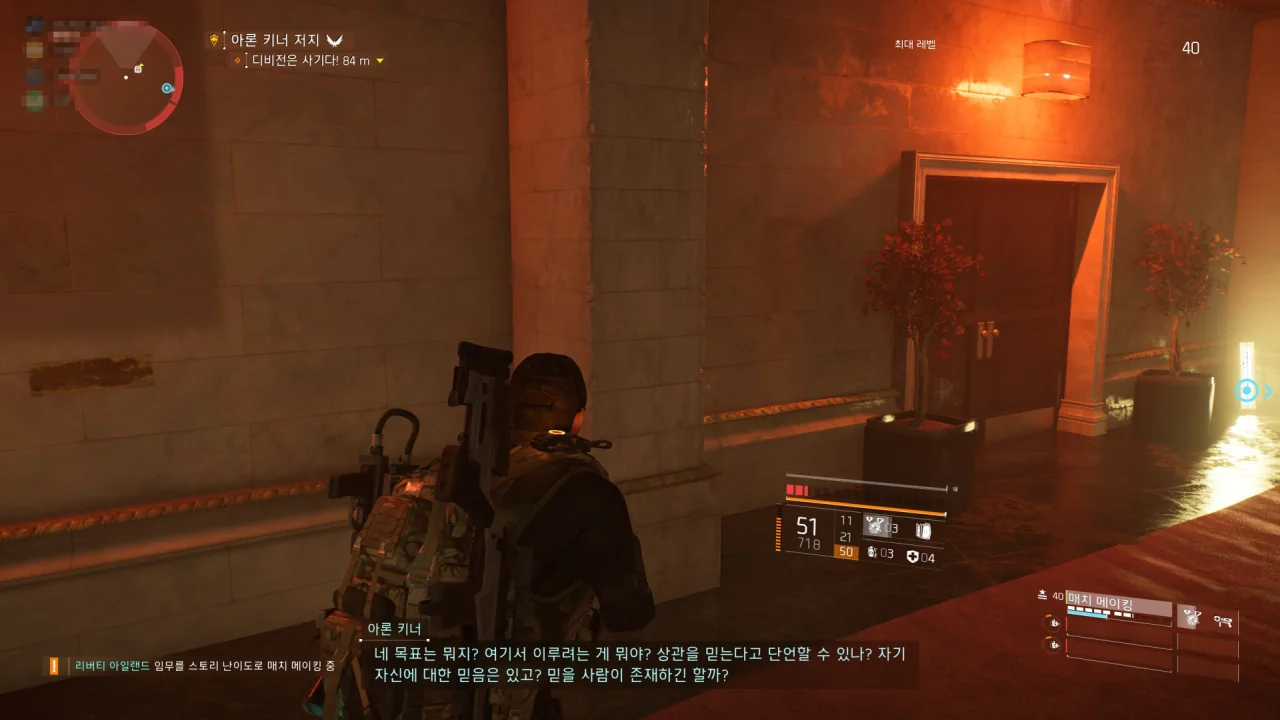 아론 키너 저지
디비전은 사기다! 84 m
최대 레벨
40
51
718
11
21
50
03
03
04
40 매치 메이킹
아론 키너
네 목표는 뭐지? 여기서 이루려는 게 뭐야? 상관을 믿는다고 단언할 수 있나? 자기
자신에 대한 믿음은 있고? 믿을 사람이 존재하긴 할까?
리버티 아일랜드 임무를 스토리 난이도로 매치 메이킹 중